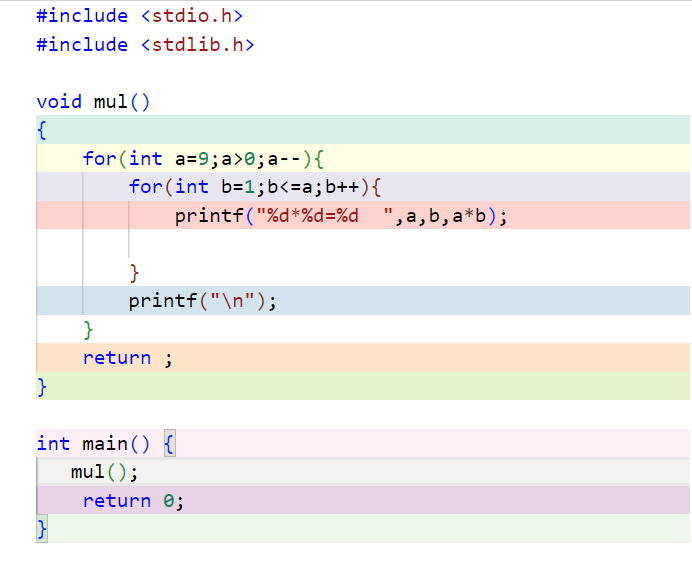 #include <stdio.h>
#include <stdlib.h>
void mul()
{
    for(int a=9;a>0;a--){
        for(int b=1;b<=a;b++){
            printf("%d*%d=%d  ",a,b,a*b);
        }
        printf("\n");
    }
    return ;
}
int main() {
   mul();
    return 0;
}